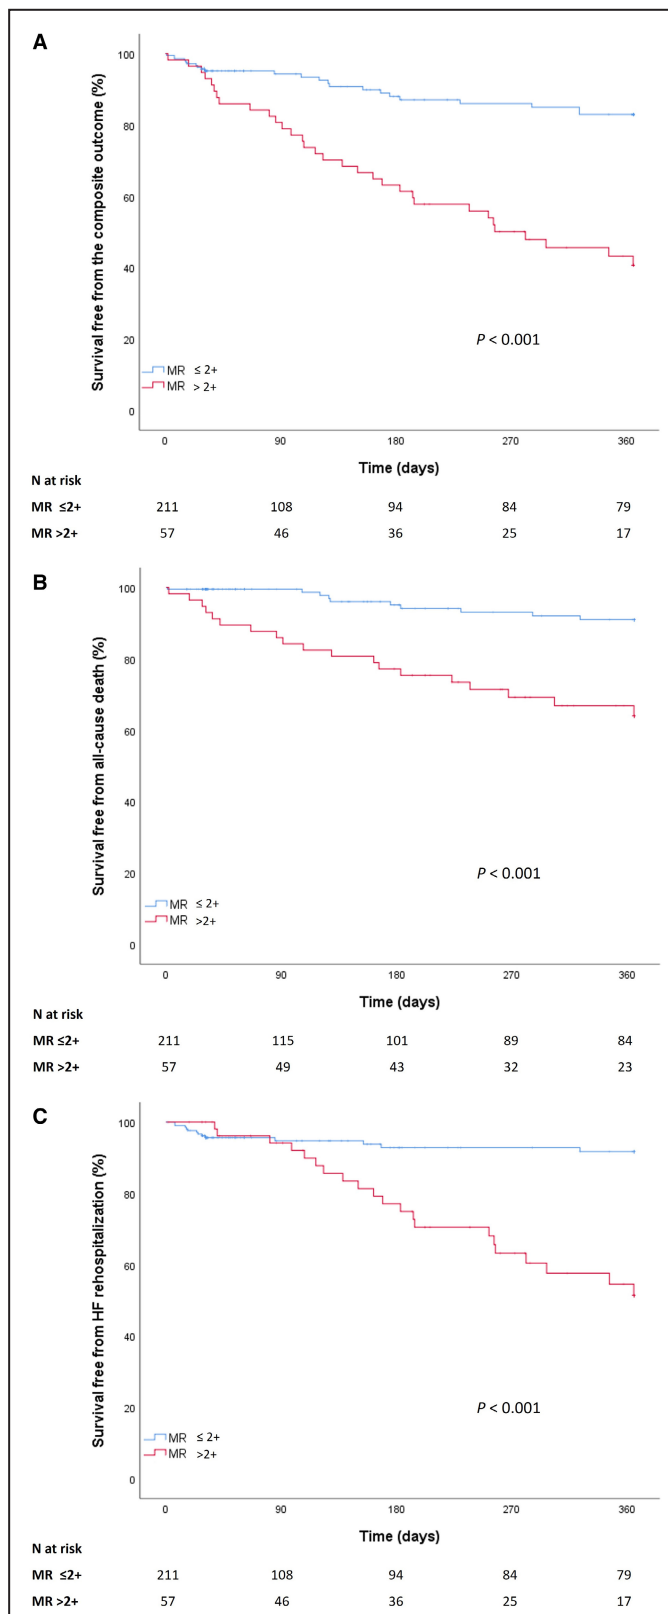 A
Survival free from the composite outcome (%)
100
80
60
40
20
0
MR ≤ 2+
MR > 2+
P < 0.001
0 90 180 270 360
Time (days)
N at risk
MR ≤2+ 211 108 94 84 79
MR >2+ 57 46 36 25 17
B
Survival free from all-cause death (%)
100
80
60
40
20
0
MR ≤ 2+
MR >2+
P < 0.001
0 90 180 270 360
Time (days)
N at risk
MR ≤2+ 211 115 101 89 84
MR >2+ 57 49 43 32 23
C
Survival free from HF rehospitalization (%)
100
80
60
40
20
0
MR ≤ 2+
MR >2+
P < 0.001
0 90 180 270 360
Time (days)
N at risk
MR ≤2+ 211 108 94 84 79
MR >2+ 57 46 36 25 17